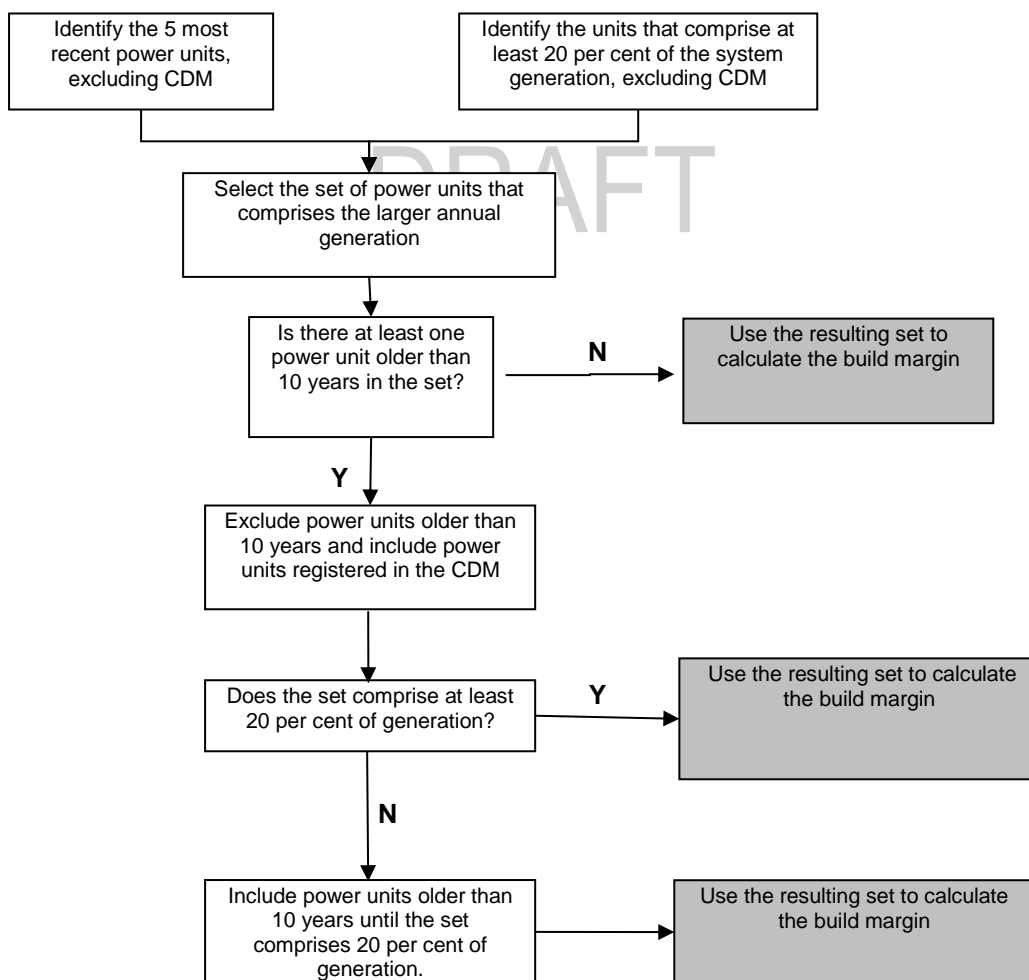 Identify the 5 most
recent power units,
excluding CDM
Identify the units that comprise at
least 20 per cent of the system
generation, excluding CDM
DRAFT
Select the set of power units that
comprises the larger annual
generation
Is there at least one
power unit older than
10 years in the set?
N
Use the resulting set to
calculate the build margin
Y
Exclude power units older than
10 years and include power
units registered in the CDM
Does the set comprise at least
20 per cent of generation?
Y
Use the resulting set to calculate
the build margin
N
Include power units older than
10 years until the set
comprises 20 per cent of
generation.
Use the resulting set to calculate
the build margin